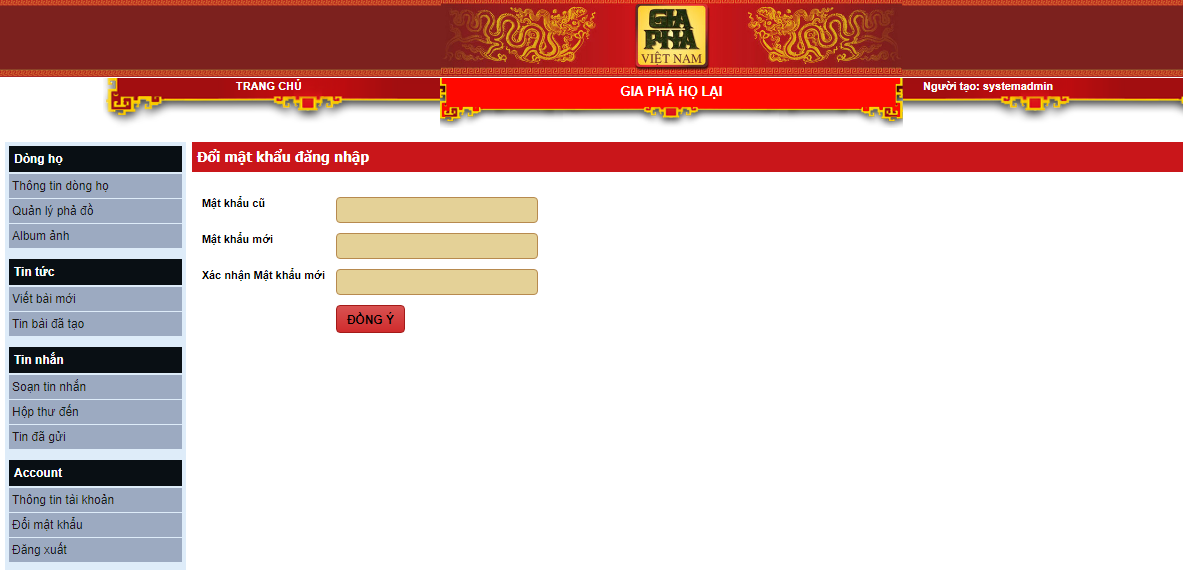 GIA
PHẢ
VIỆT NAM
TRANG CHỦ
GIA PHẢ HỌ LẠI
Người tạo: systemadmin
Dòng họ
Thông tin dòng họ
Quản lý phả đồ
Album ảnh
Tin tức
Viết bài mới
Tin bài đã tạo
Tin nhắn
Soạn tin nhắn
Hộp thư đến
Tin đã gửi
Account
Thông tin tài khoản
Đổi mật khẩu
Đăng xuất
Đổi mật khẩu đăng nhập
Mật khẩu cũ
Mật khẩu mới
Xác nhận Mật khẩu mới
ĐỒNG Ý